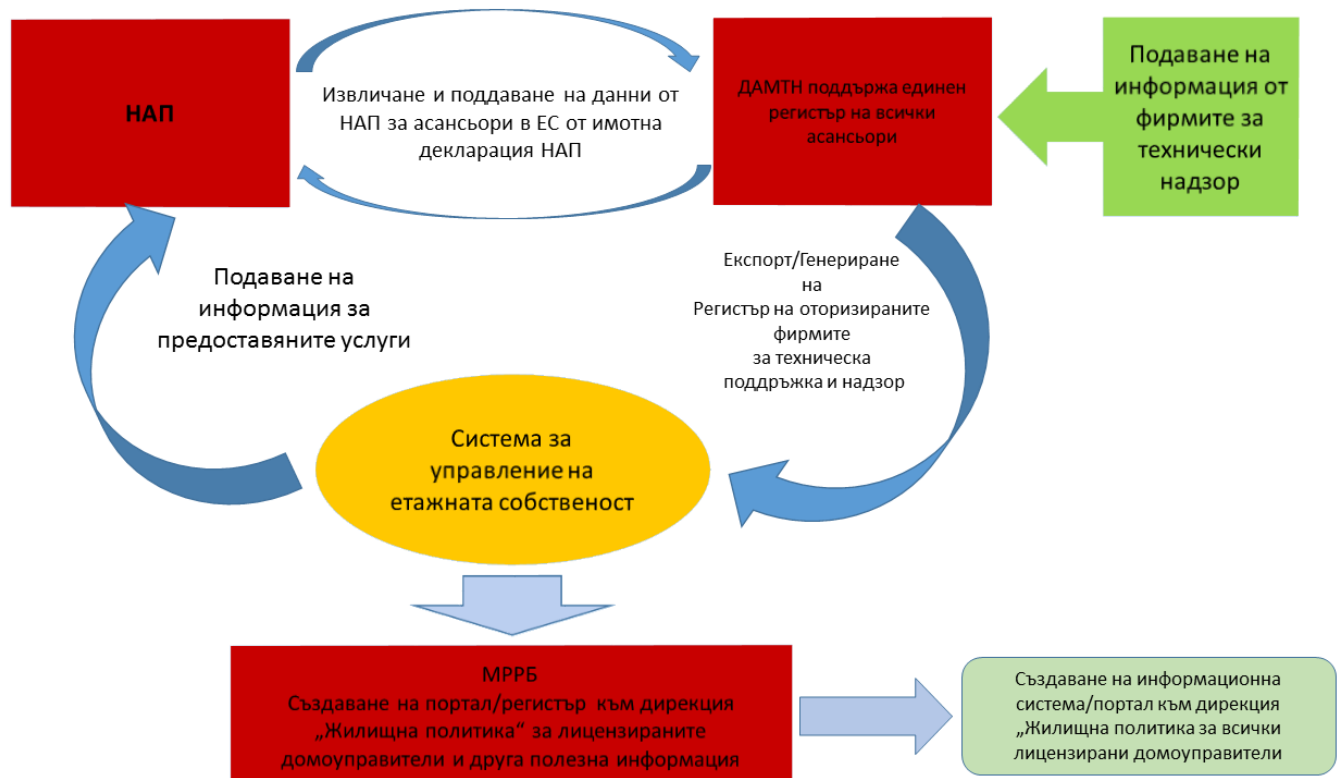 НАП
Извличане и поддаване на данни от
НАП за асансьори в ЕС от имотна
декларация НАП
ДАМТН поддържа единен
регистър на всички
асансьори
Подаване на
информация от
фирмите за
технически
надзор
Подаване на
информация за
предоставяните услуги
Експорт/Генериране
на
Регистър на оторизираните
фирмите
за техническа
поддръжка и надзор
Система за
управление на
етажната собственост
МРРБ
Създаване на портал/регистър към дирекция
„Жилищна политика“ за лицензираните
домоуправители и друга полезна информация
Създаване на информационна
система/портал към дирекция
„Жилищна политика за всички
лицензирани домоуправители